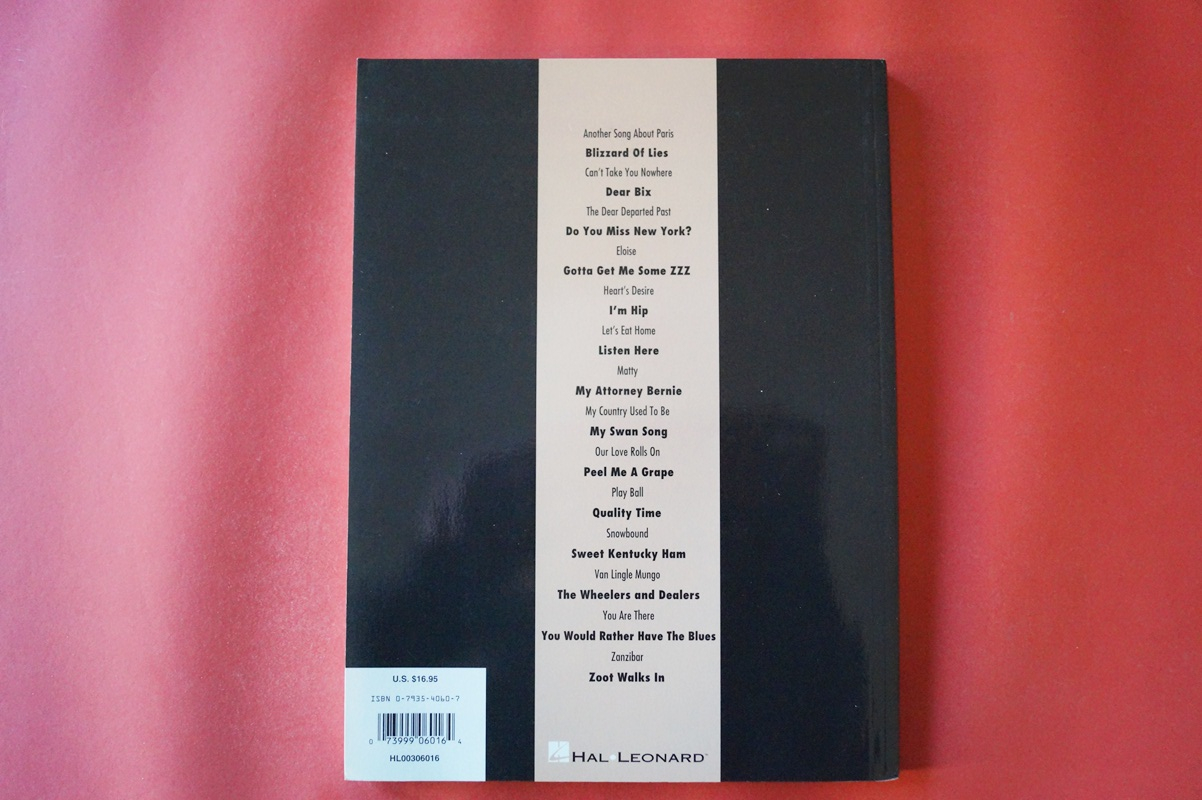 Another Song About Paris
Blizzard Of Lies
Can't Take You Nowhere
Dear Bix
The Dear Departed Past
Do You Miss New York?
Eloise
Gotta Get Me Some ZZZ
Heart's Desire
I'm Hip
Let's Eat Home
Listen Here
Matty
My Attorney Bernie
My Country Used To Be
My Swan Song
Our Love Rolls On
Peel Me A Grape
Play Ball
Quality Time
Snowbound
Sweet Kentucky Ham
Van Lingle Mungo
The Wheelers and Dealers
You Are There
You Would Rather Have The Blues
Zanzibar
Zoot Walks In
U.S. $16.95
ISBN 0-7935-4060-7
0 73999 06016 4
HL00306016
HAL•LEONARD™